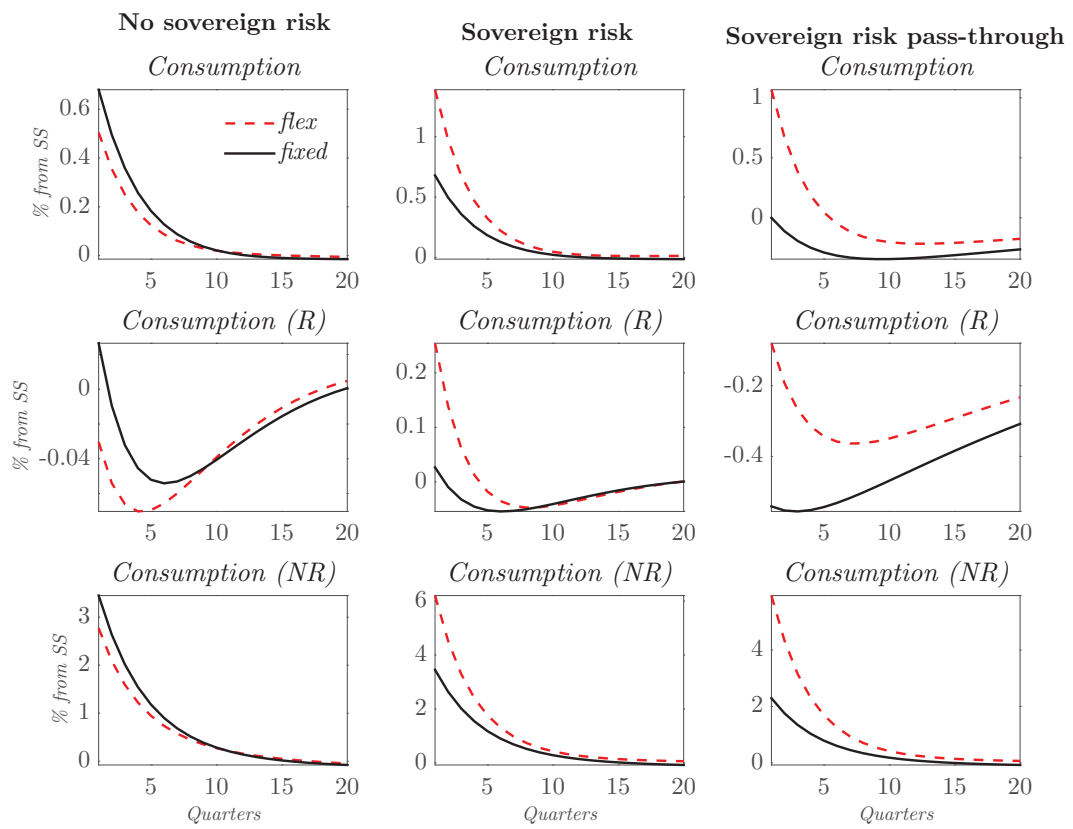 No sovereign risk
Sovereign risk
Sovereign risk pass-through
Consumption
Consumption
Consumption
% from SS
0.6
0.4
0.2
0
flex
fixed
5 10 15 20
1
0.5
0
5 10 15 20
1
0.5
0
5 10 15 20
Consumption (R)
Consumption (R)
Consumption (R)
% from SS
0
-0.04
5 10 15 20
0.2
0.1
0
5 10 15 20
-0.2
-0.4
5 10 15 20
Consumption (NR)
Consumption (NR)
Consumption (NR)
% from SS
3
2
1
0
5 10 15 20
Quarters
6
4
2
0
5 10 15 20
Quarters
4
2
0
5 10 15 20
Quarters